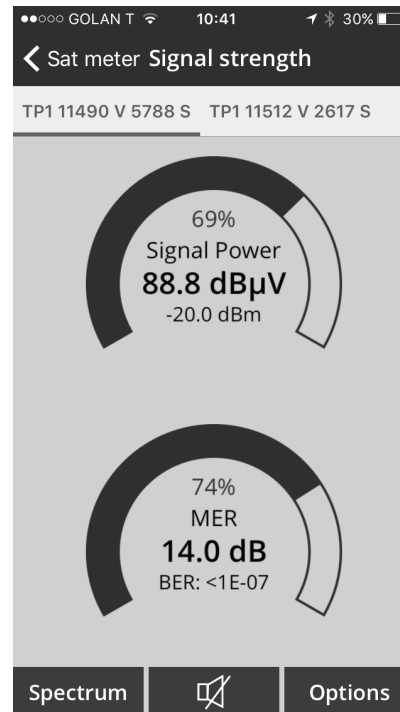 GOLAN T 10:41 30%
Sat meter Signal strength
TP1 11490 V 5788 S TP1 11512 V 2617 S
69%
Signal Power
88.8 dBµV
-20.0 dBm
74%
MER
14.0 dB
BER: <1E-07
Spectrum Options